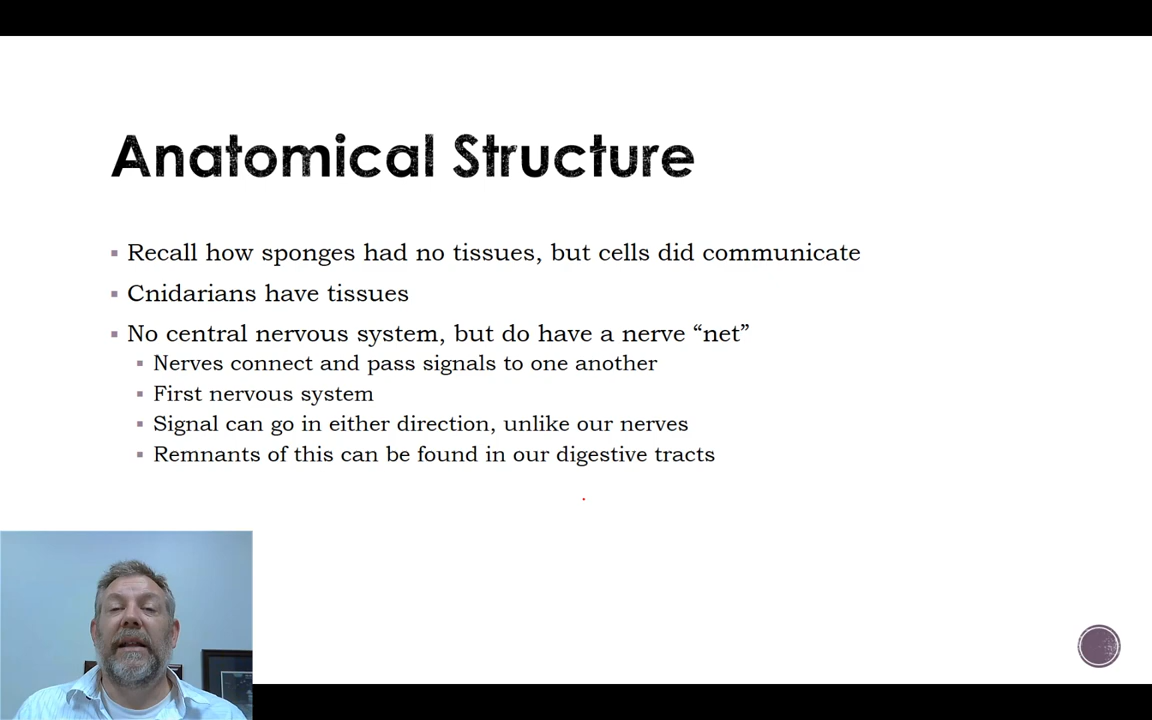 Anatomical Structure
Recall how sponges had no tissues, but cells did communicate
Cnidarians have tissues
No central nervous system, but do have a nerve “net”
Nerves connect and pass signals to one another
First nervous system
Signal can go in either direction, unlike our nerves
Remnants of this can be found in our digestive tracts